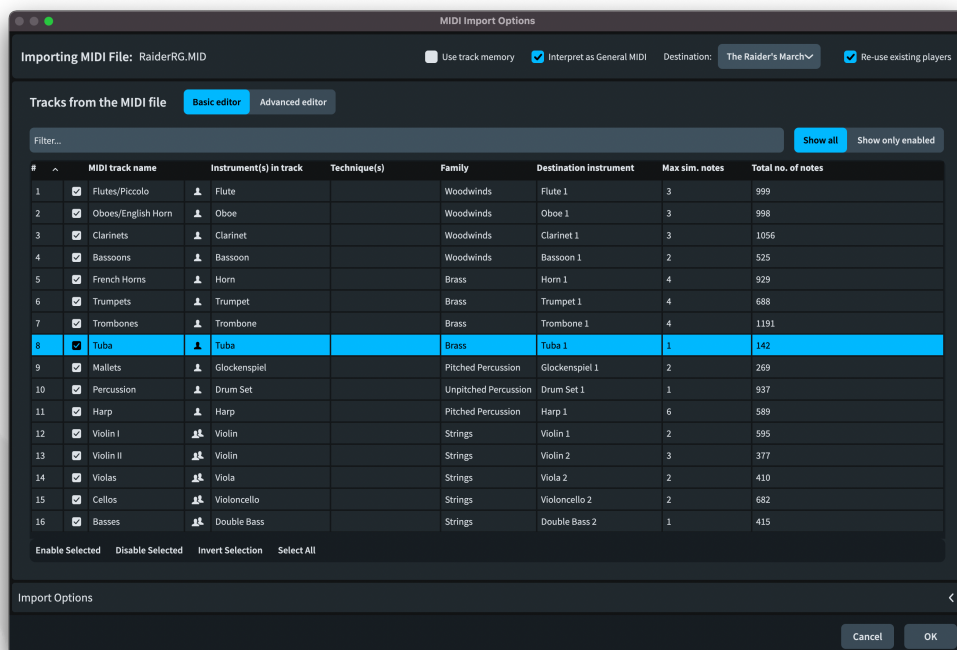 MIDI Import Options
Importing MIDI File: RaiderRG.MID Use track memory Interpret as General MIDI Destination: The Raider's March Re-use existing players
Tracks from the MIDI file Basic editor Advanced editor
Filter... Show all Show only enabled
# MIDI track name Instrument(s) in track Technique(s) Family Destination instrument Max sim. notes Total no. of notes
1 Flutes/Piccolo Flute Woodwinds Flute 1 3 999
2 Oboes/English Horn Oboe Woodwinds Oboe 1 3 998
3 Clarinets Clarinet Woodwinds Clarinet 1 3 1056
4 Bassoons Bassoon Woodwinds Bassoon 1 2 525
5 French Horns Horn Brass Horn 1 4 929
6 Trumpets Trumpet Brass Trumpet 1 4 688
7 Trombones Trombone Brass Trombone 1 4 1191
8 Tuba Tuba Brass Tuba 1 1 142
9 Mallets Glockenspiel Pitched Percussion Glockenspiel 1 2 269
10 Percussion Drum Set Unpitched Percussion Drum Set 1 1 937
11 Harp Harp Pitched Percussion Harp 1 6 589
12 Violin I Violin Strings Violin 1 2 595
13 Violin II Violin Strings Violin 2 3 377
14 Violas Viola Strings Viola 2 2 410
15 Cellos Violoncello Strings Violoncello 2 2 682
16 Basses Double Bass Strings Double Bass 2 1 415
Enable Selected Disable Selected Invert Selection Select All
Import Options
Cancel OK